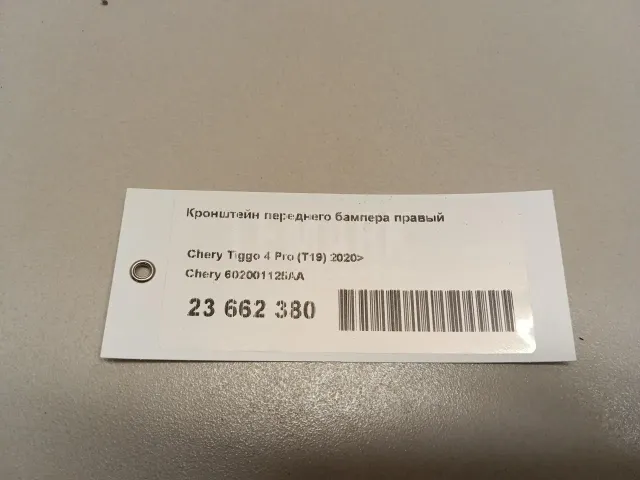 Кронштейн переднего бампера правый
Chery Tiggo 4 Pro (T19) 2020>
Chery 602001125AA
23 662 380